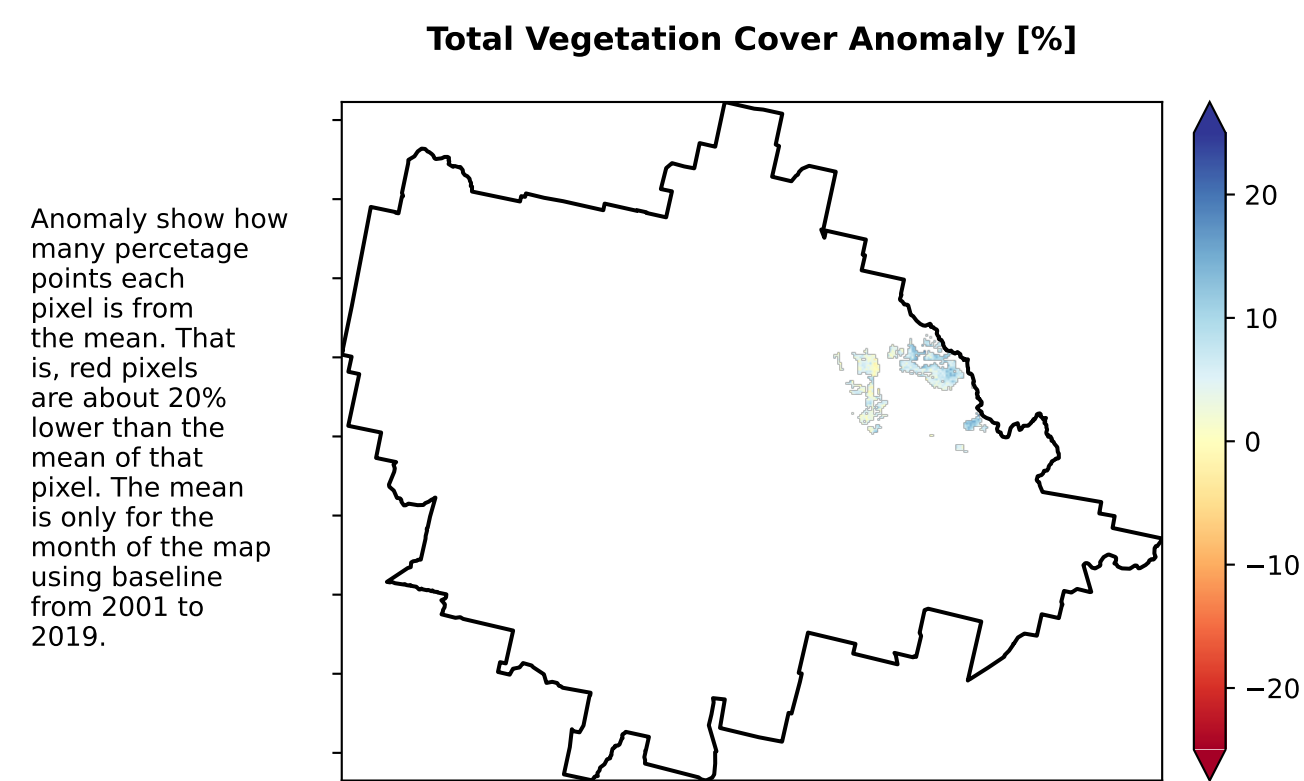 Total Vegetation Cover Anomaly [%]
Anomaly show how
many percetage
points each
pixel is from
the mean. That
is, red pixels
are about 20%
lower than the
mean of that
pixel. The mean
is only for the
month of the map
using baseline
from 2001 to
2019.
20
10
0
−10
−20